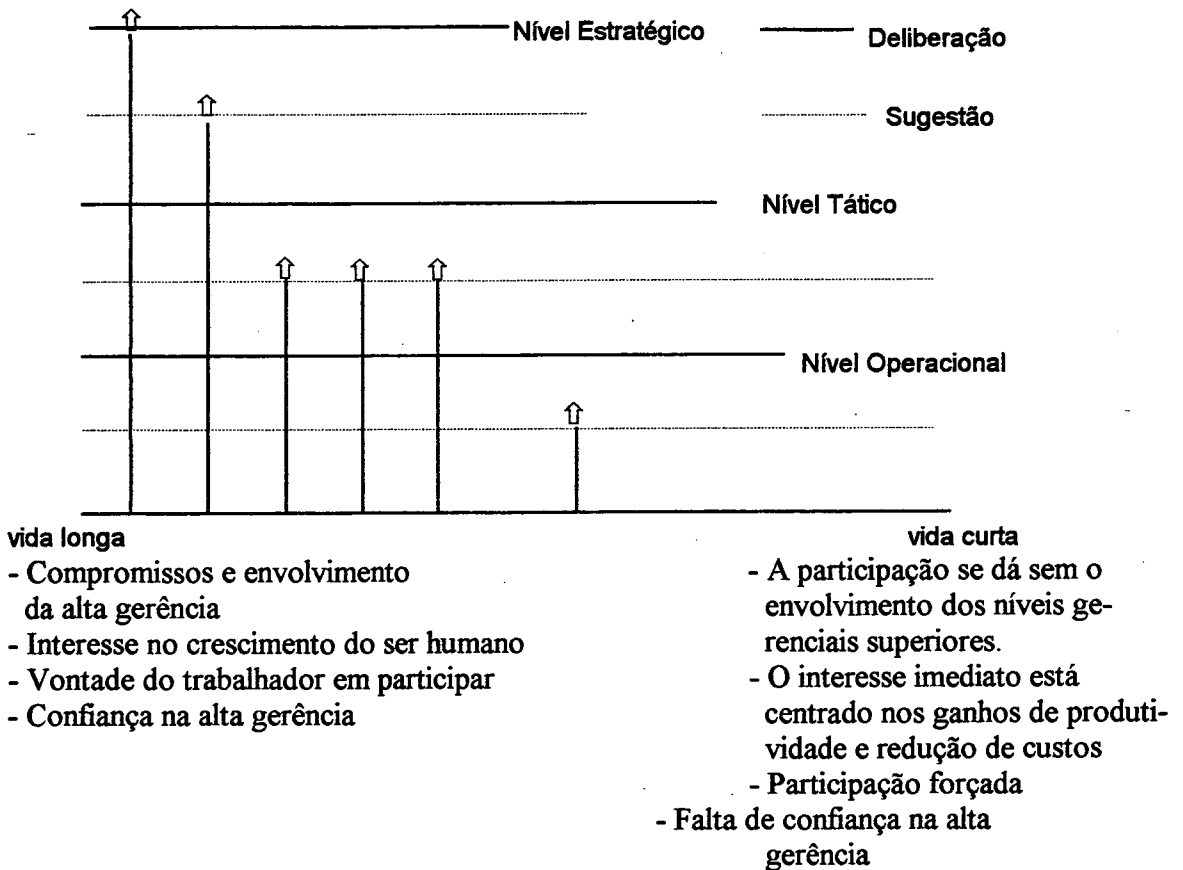 Nível Estratégico
Deliberação
Sugestão
Nível Tático
Nível Operacional
vida longa
- Compromissos e envolvimento
da alta gerência
- Interesse no crescimento do ser humano
- Vontade do trabalhador em participar
- Confiança na alta gerência
vida curta
- A participação se dá sem o
envolvimento dos níveis ge-
renciais superiores.
- O interesse imediato está
centrado nos ganhos de produti-
vidade e redução de custos
- Participação forçada
- Falta de confiança na alta
gerência